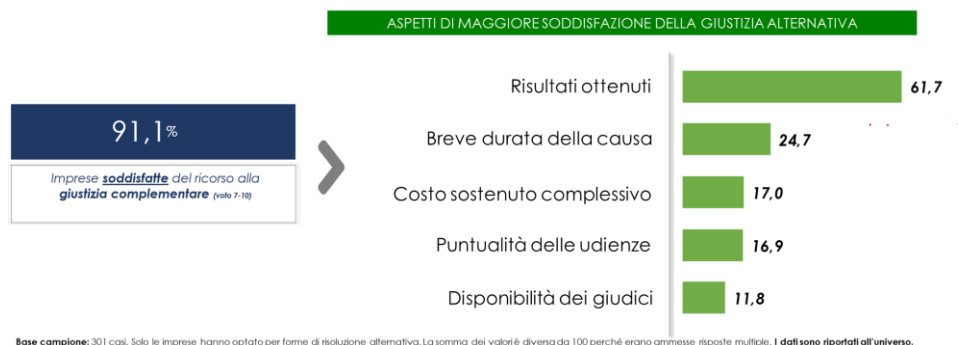 ASPETTI DI MAGGIORE SODDISFAZIONE DELLA GIUSTIZIA ALTERNATIVA
91,1%
Imprese soddisfatte del ricorso alla
giustizia complementare (voto 7-10)
Risultati ottenuti 61,7
Breve durata della causa 24,7
Costo sostenuto complessivo 17,0
Puntualità delle udienze 16,9
Disponibilità dei giudici 11,8
Base campione: 301 casi. Solo le imprese hanno optato per forme di risoluzione alternativa. La somma dei valori è diversa da 100 perché erano ammesse risposte multiple. I dati sono riportati all'universo.